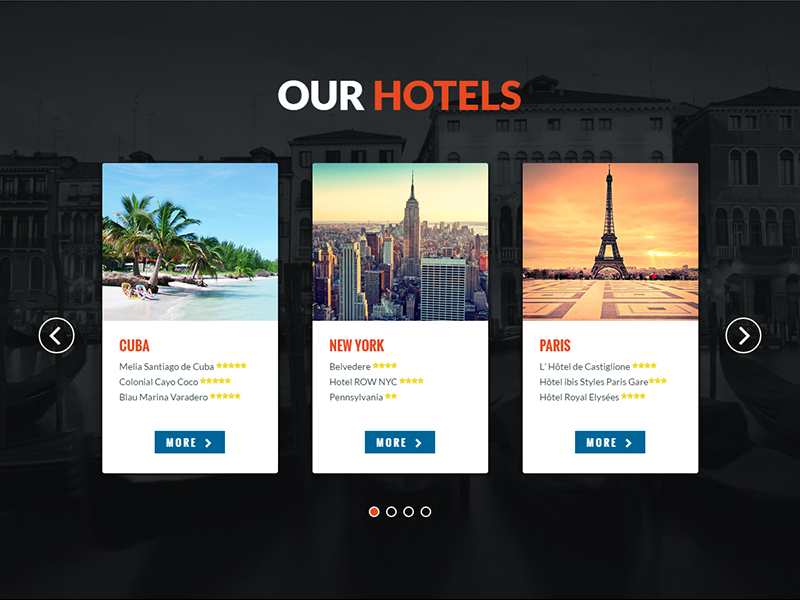 OUR HOTELS
CUBA
Melia Santiago de Cuba
Colonial Cayo Coco
Blau Marina Varadero
MORE
NEW YORK
Belvedere
Hotel ROW NYC
Pennsylvania
MORE
PARIS
L' Hôtel de Castiglione
Hôtel ibis Styles Paris Gare
Hôtel Royal Elysées
MORE